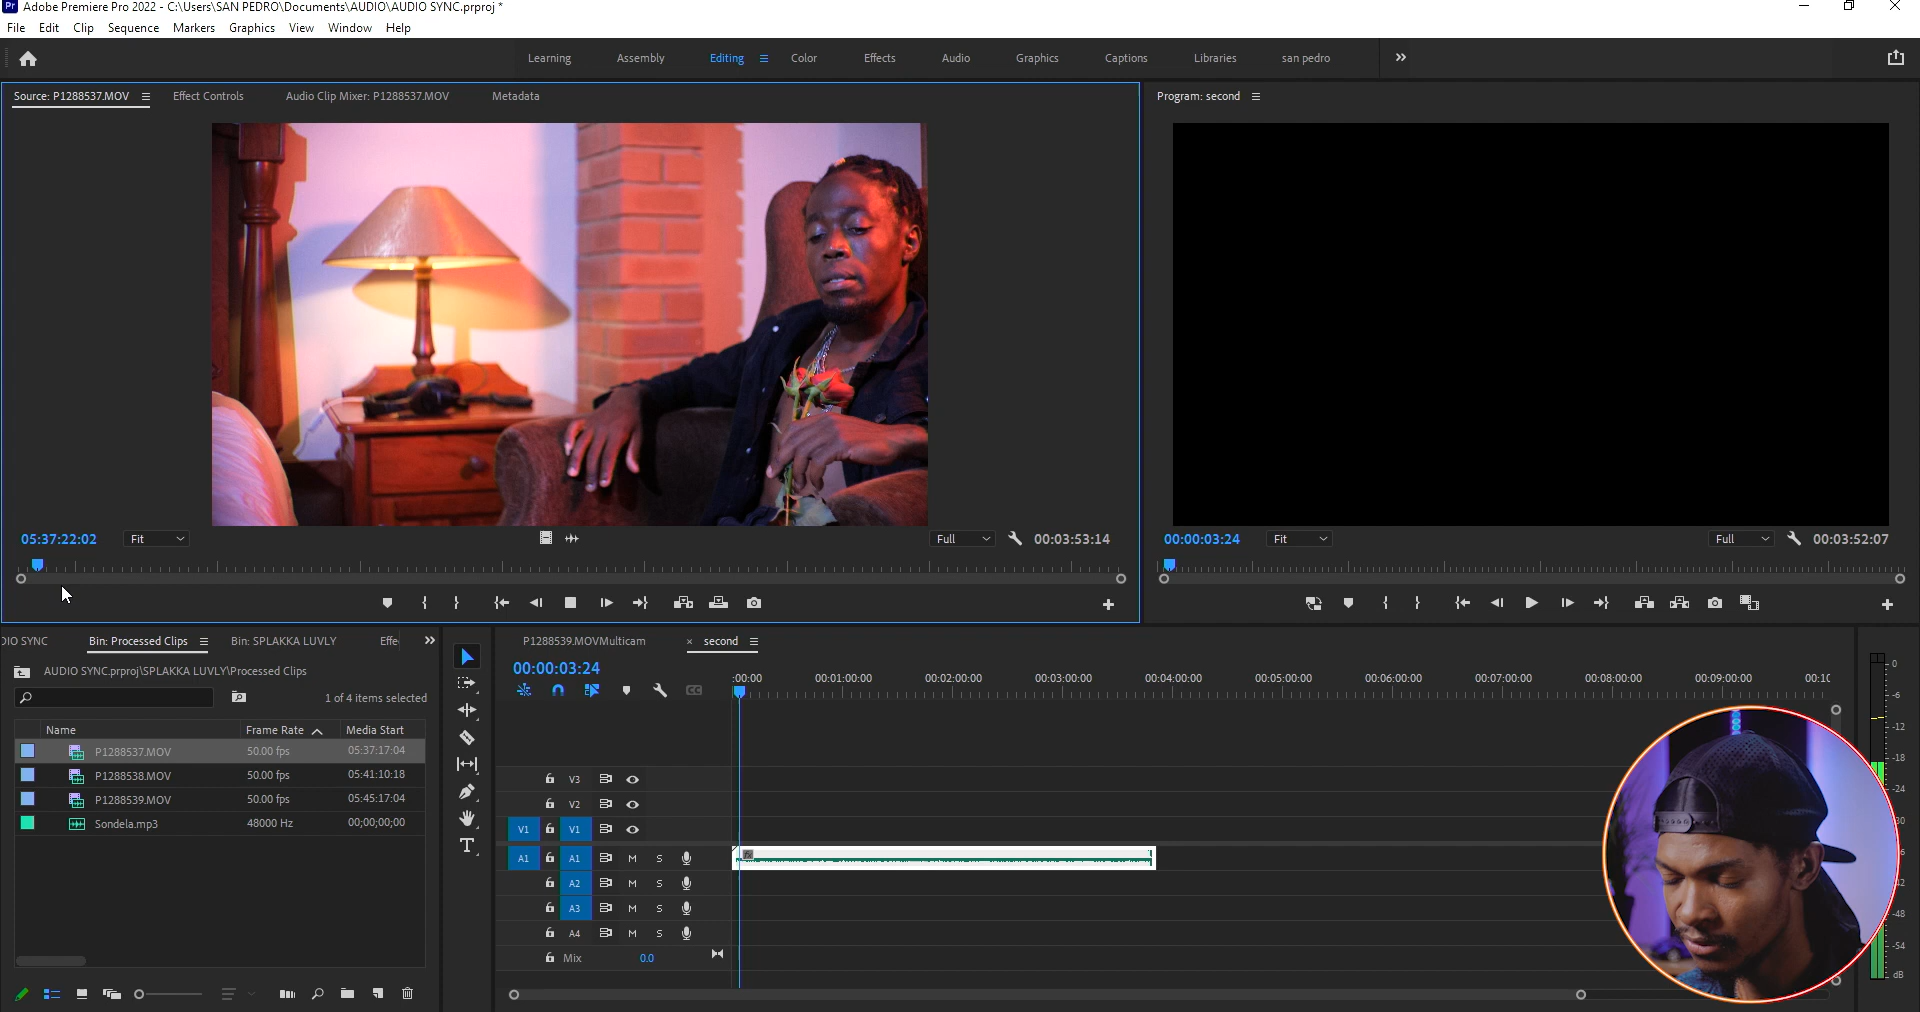 Pr Adobe Premiere Pro 2022 - C:\Users\SAN PEDRO\Documents\AUDIO\AUDIO SYNC.prproj *
File Edit Clip Sequence Markers Graphics View Window Help
Learning Assembly Editing Color Effects Audio Graphics Captions Libraries san pedro
Source: P1288537.MOV Effect Controls Audio Clip Mixer: P1288537.MOV Metadata
Program: second
05:37:22:02 Fit Full 00:03:53:14
00:00:03:24 Fit Full 00:03:52:07
DIO SYNC Bin: Processed Clips Bin: SPLAKKA LUVLY Effe
AUDIO SYNC.prproj\SPLAKKA LUVLY\Processed Clips
1 of 4 items selected
Name Frame Rate Media Start
P1288537.MOV 50.00 fps 05:37:17:04
P1288538.MOV 50.00 fps 05:41:10:18
P1288539.MOV 50.00 fps 05:45:17:04
Sondela.mp3 48000 Hz 00;00;00;00
P1288539.MOVMulticam × second
00:00:03:24
:00:00 00:01:00:00 00:02:00:00 00:03:00:00 00:04:00:00 00:05:00:00 00:06:00:00 00:07:00:00 00:08:00:00 00:09:00:00 00:10
CC
V3
V2
V1 V1
A1 A1 M S fx
A2 M S
A3 M S
A4 M S
Mix 0.0
T
0
-6
-12
-18
-24
30
6
42
-48
-54
dB